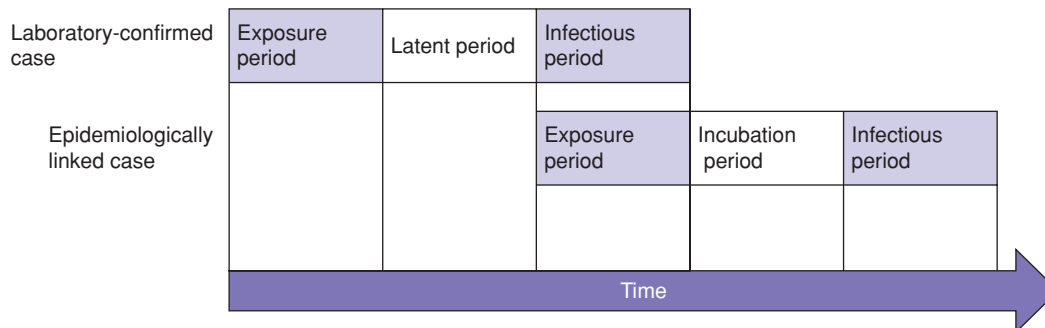 Laboratory-confirmed
case
Exposure
period
Latent period
Infectious
period
Epidemiologically
linked case
Exposure
period
Incubation
period
Infectious
period
Time